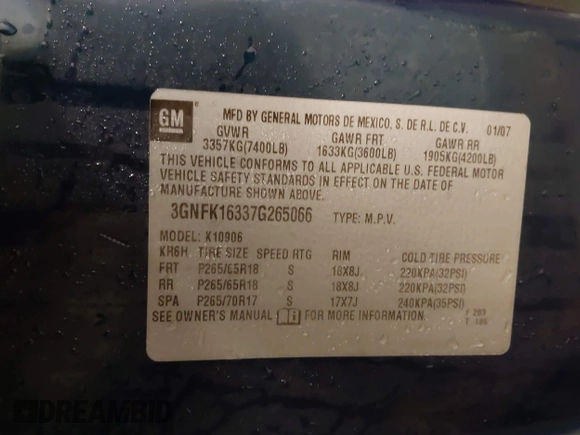 GM
MFD BY GENERAL MOTORS DE MEXICO, S. DE R.L. DE C.V. 01/07
GVWR GAWR FRT GAWR RR
3357KG(7400LB) 1633KG(3600LB) 1905KG(4200LB)
THIS VEHICLE CONFORMS TO ALL APPLICABLE U.S. FEDERAL MOTOR
VEHICLE SAFETY STANDARDS IN EFFECT ON THE DATE OF
MANUFACTURE SHOWN ABOVE.
3GNFK16337G265066 TYPE: M.P.V.
MODEL: K10906
KR6H TIRE SIZE SPEED RTG RIM COLD TIRE PRESSURE
FRT P265/65R18 S 18X8J 220KPA(32PSI)
RR P265/65R18 S 18X8J 220KPA(32PSI)
SPA P265/70R17 S 17X7J 240KPA(35PSI)
SEE OWNER'S MANUAL FOR MORE INFORMATION
F 293
T 106
DREAMBID